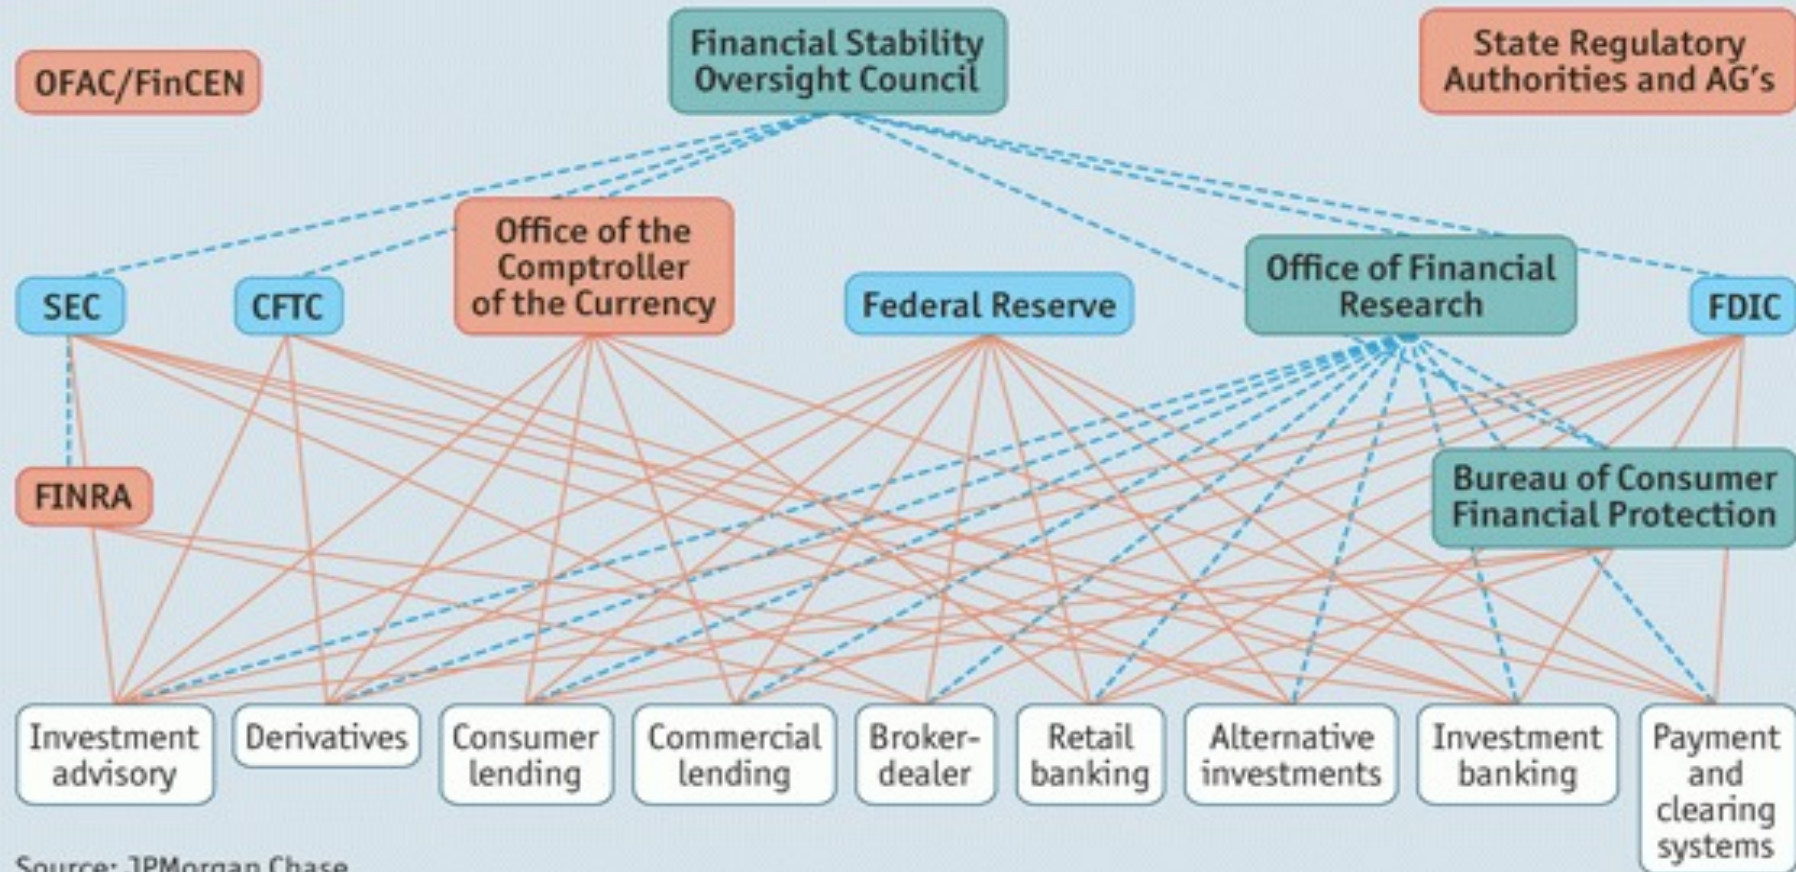 OFAC/FinCEN
Financial Stability
Oversight Council
State Regulatory
Authorities and AG's
SEC
CFTC
Office of the
Comptroller
of the Currency
Federal Reserve
Office of Financial
Research
FDIC
FINRA
Bureau of Consumer
Financial Protection
Investment
advisory
Derivatives
Consumer
lending
Commercial
lending
Broker-
dealer
Retail
banking
Alternative
investments
Investment
banking
Payment
and
clearing
systems
Source: JPMorgan Chase